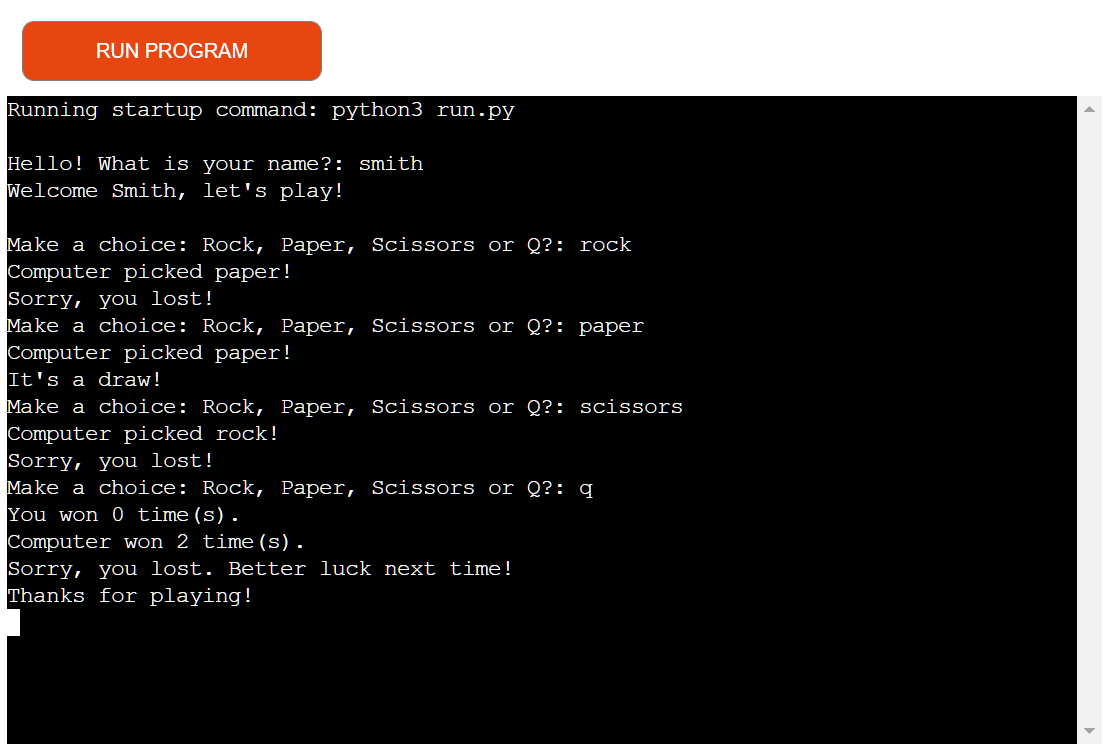 RUN PROGRAM
Running startup command: python3 run.py
Hello! What is your name?: smith
Welcome Smith, let's play!
Make a choice: Rock, Paper, Scissors or Q?: rock
Computer picked paper!
Sorry, you lost!
Make a choice: Rock, Paper, Scissors or Q?: paper
Computer picked paper!
It's a draw!
Make a choice: Rock, Paper, Scissors or Q?: scissors
Computer picked rock!
Sorry, you lost!
Make a choice: Rock, Paper, Scissors or Q?: q
You won 0 time(s).
Computer won 2 time(s).
Sorry, you lost. Better luck next time!
Thanks for playing!